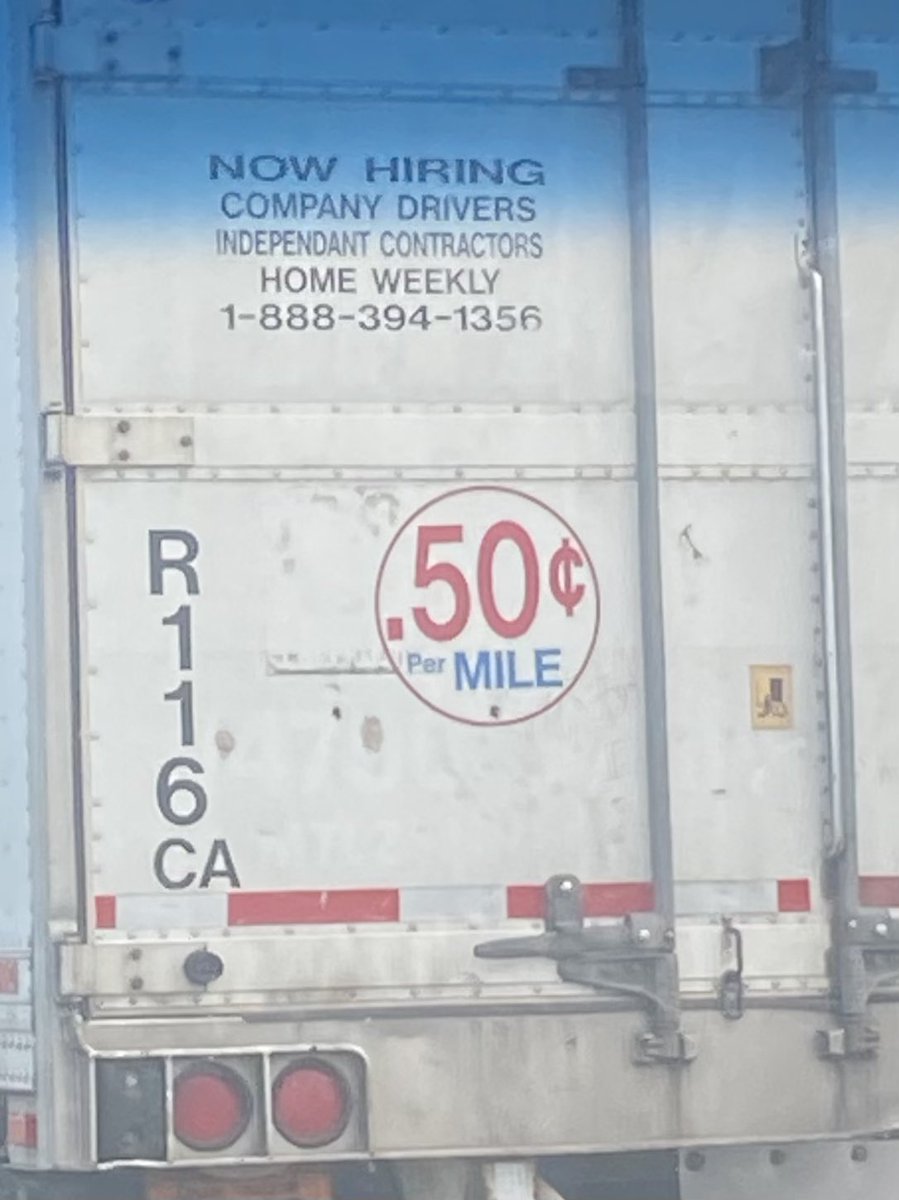 NOW HIRING
COMPANY DRIVERS
INDEPENDANT CONTRACTORS
HOME WEEKLY
1-888-394-1356
.50¢
Per MILE
R
1
1
6
CA